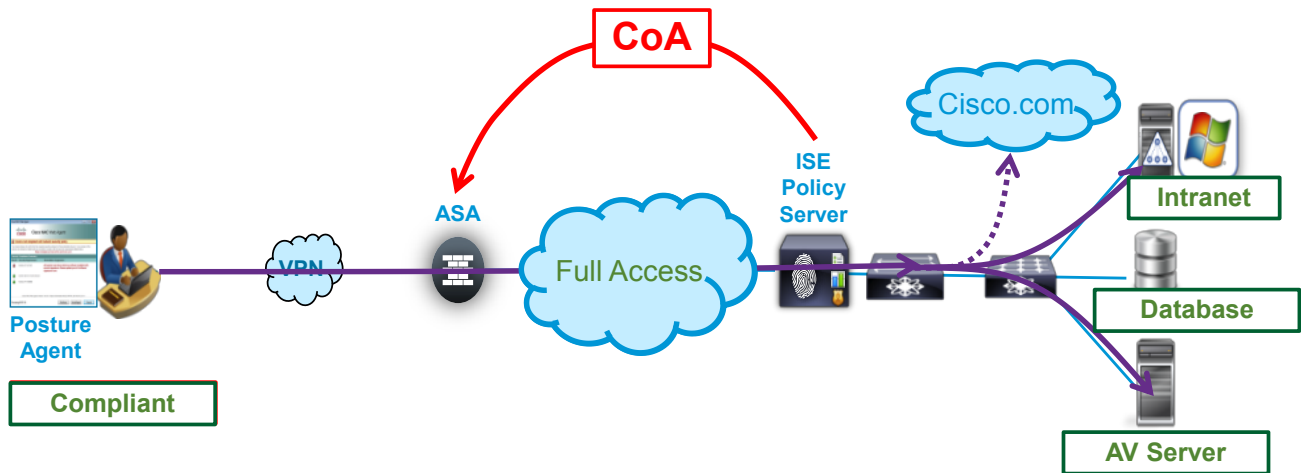 CoA
Cisco.com
ISE
Policy
Server
ASA
Intranet
VPN
Full Access
Database
Posture
Agent
Compliant
AV Server